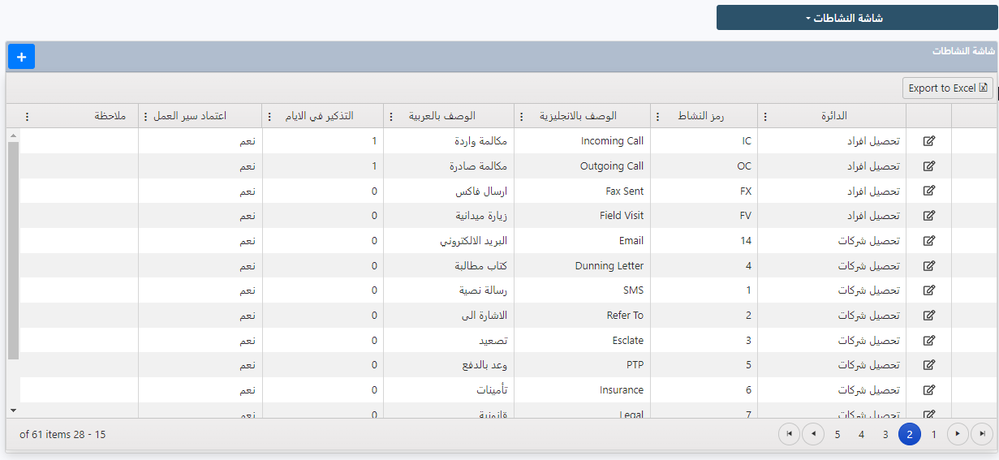 شاشة النشاطات
شاشة النشاطات
+
Export to Excel
الدائرة رمز النشاط الوصف بالانجليزية الوصف بالعربية التذكير في الايام اعتماد سير العمل ملاحظة
تحصيل افراد IC Incoming Call مكالمة واردة 1 نعم
تحصيل افراد OC Outgoing Call مكالمة صادرة 1 نعم
تحصيل افراد FX Fax Sent ارسال فاكس 0 نعم
تحصيل افراد FV Field Visit زيارة ميدانية 0 نعم
تحصيل شركات 14 Email البريد الالكتروني 0 نعم
تحصيل شركات 4 Dunning Letter كتاب مطالبة 0 نعم
تحصيل شركات 1 SMS رسالة نصية 0 نعم
تحصيل شركات 2 Refer To الاشارة الى 0 نعم
تحصيل شركات 3 Esclate تصعيد 0 نعم
تحصيل شركات 5 PTP وعد بالدفع 0 نعم
تحصيل شركات 6 Insurance تأمينات 0 نعم
تحصيل شركات 7 Legal قانونية 0 نعم
1 2 3 4 5
of 61 items 28 - 15